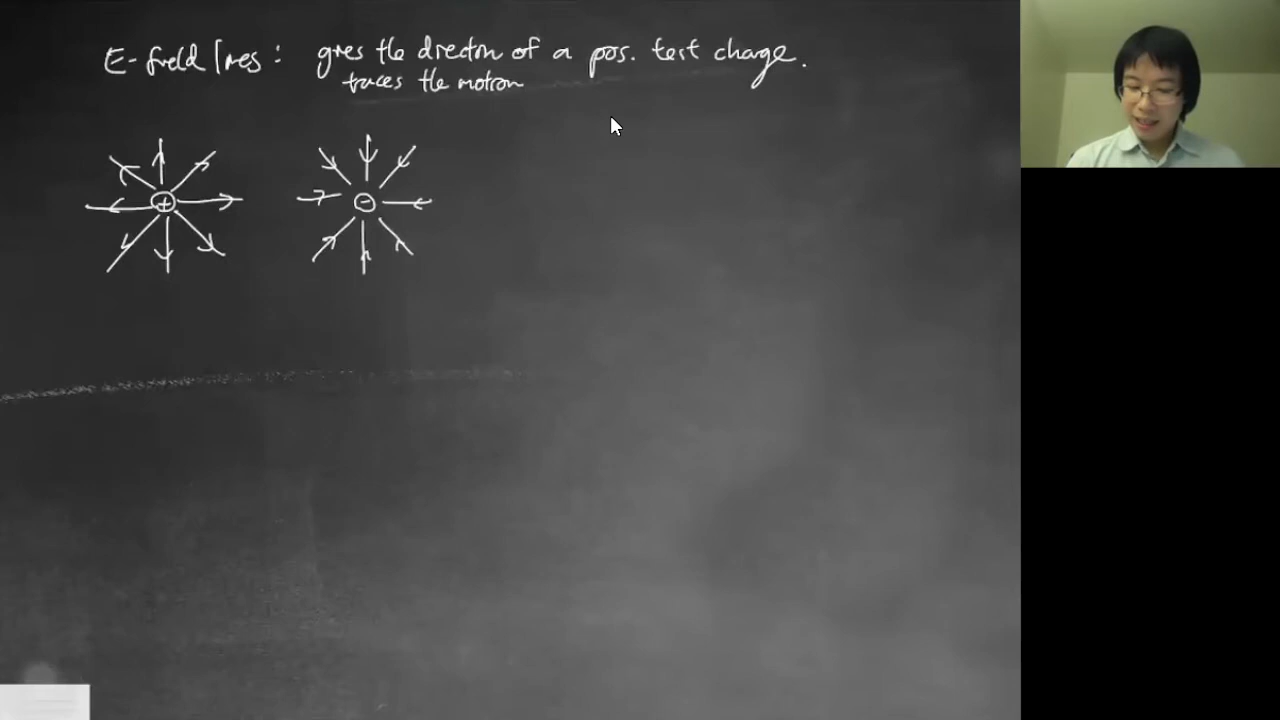 E-field lines: gives the direction of a pos. test charge.
traces the motion
+
-